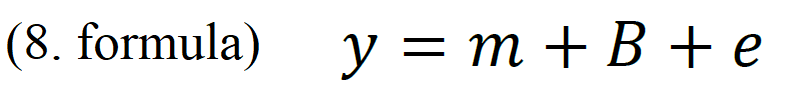 (8. formula) y = m + B + e